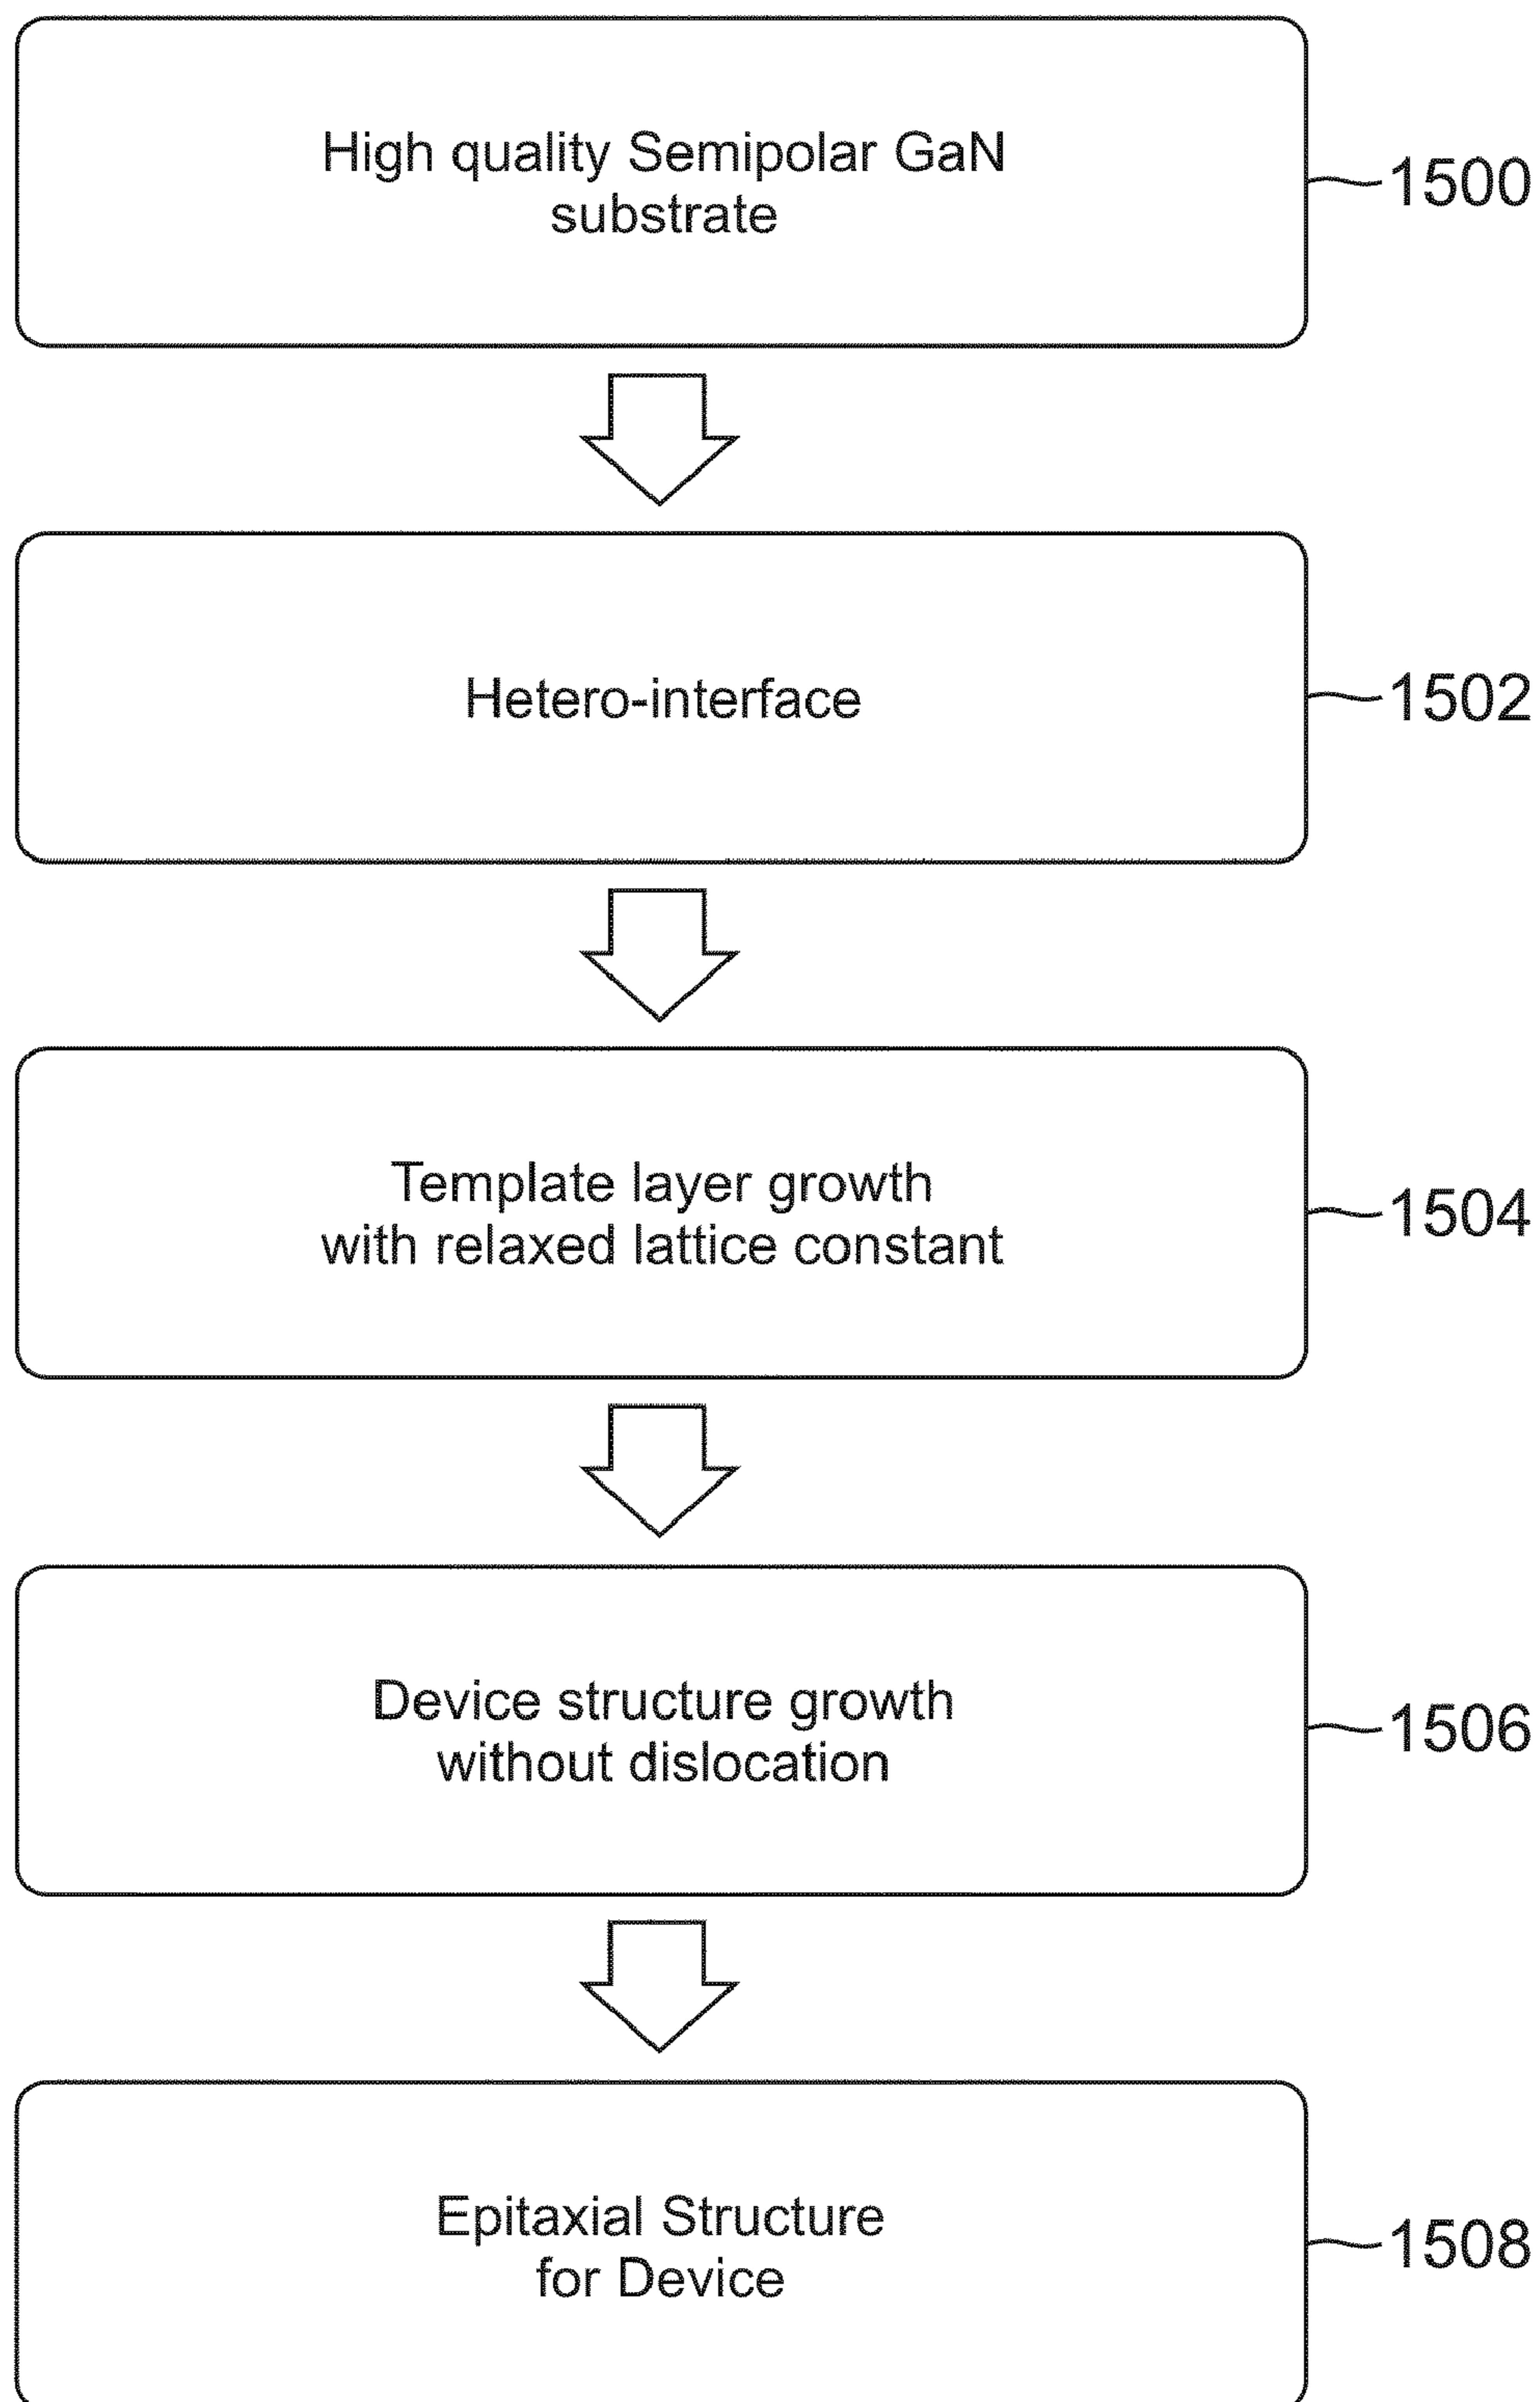 High quality Semipolar GaN
substrate
1500
Hetero-interface
1502
Template layer growth
with relaxed lattice constant
1504
Device structure growth
without dislocation
1506
Epitaxial Structure
for Device
1508